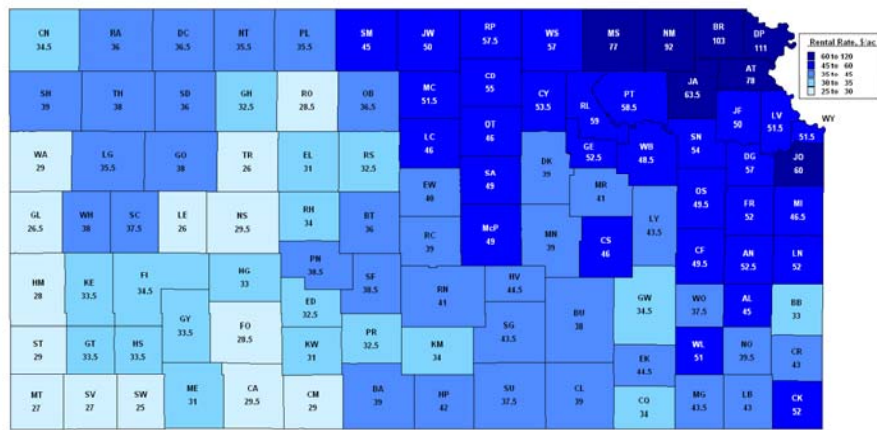 CN
34.5
RA
36
DC
36.5
NT
35.5
PL
35.5
SM
45
JW
50
RP
57.5
WS
57
MS
77
NM
92
BR
103
DP
111
Rental Rate, $/ac
60 to 120
45 to 60
35 to 45
30 to 35
25 to 30
SH
39
TH
38
SD
36
GH
32.5
RO
28.5
OB
36.5
MC
51.5
CD
55
CY
53.5
RL
59
PT
58.5
JA
63.5
AT
78
JF
50
LV
51.5
WY
51.5
WA
29
LG
35.5
GO
38
TR
26
EL
31
RS
32.5
LC
46
OT
46
DK
39
GE
52.5
WB
48.5
SN
54
DG
57
JO
60
GL
26.5
WH
38
SC
37.5
LE
26
NS
29.5
RH
34
BT
36
EW
40
SA
49
MR
41
LY
43.5
OS
49.5
FR
52
MI
46.5
RC
39
McP
49
MN
39
CS
46
CF
49.5
AN
52.5
LN
52
HM
28
KE
33.5
FI
34.5
HG
33
PN
38.5
ED
32.5
SF
38.5
RN
41
HV
44.5
BU
38
GW
34.5
WO
37.5
AL
45
BB
33
ST
29
GT
33.5
HS
33.5
GY
33.5
FO
28.5
KW
31
PR
32.5
KM
34
SG
43.5
EK
44.5
WL
51
NO
39.5
CR
43
MT
27
SV
27
SW
25
ME
31
CA
29.5
CM
29
BA
39
HP
42
SU
37.5
CL
39
CQ
34
MG
43.5
LB
43
CK
52